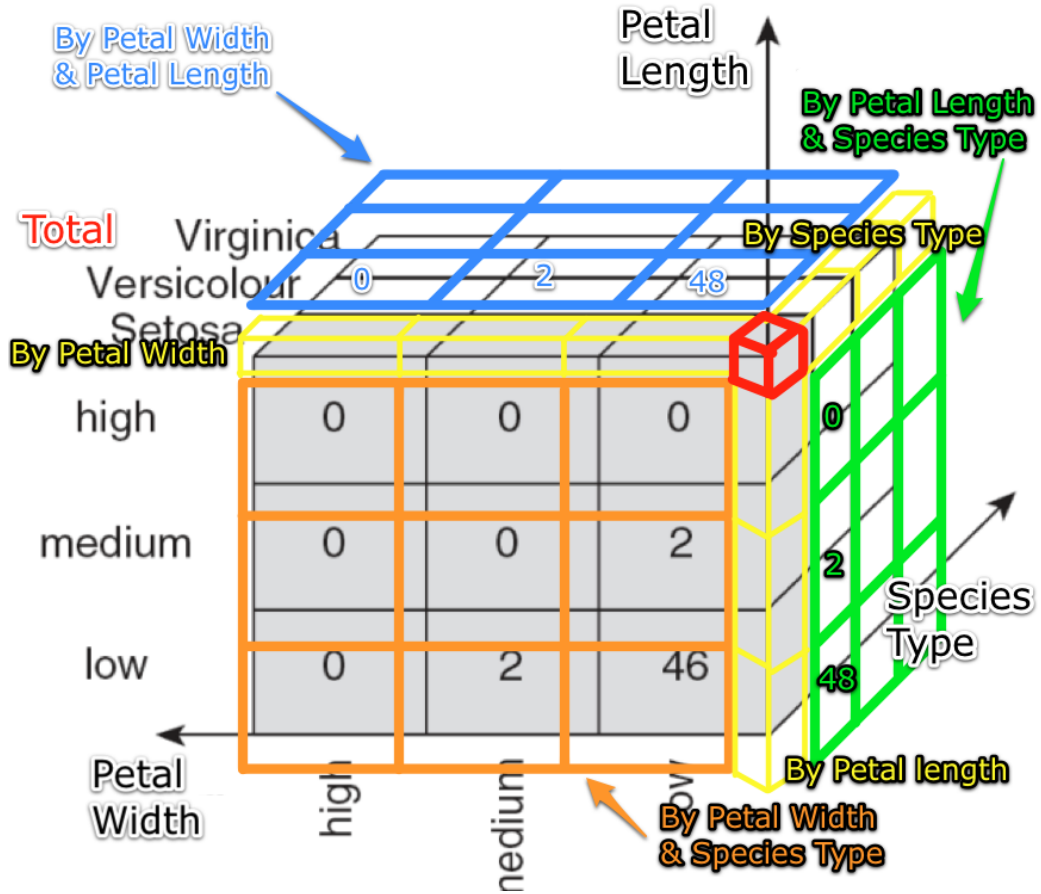 By Petal Width
& Petal Length
Petal
Length
By Petal Length
& Species Type
Total
Virginica
By Species Type
Versicolour
0 2 48
Setosa
By Petal Width
high 0 0 0 0
medium 0 0 2 2
Species
Type
low 0 2 46 48
Petal
Width
high
medium
low
By Petal length
By Petal Width
& Species Type